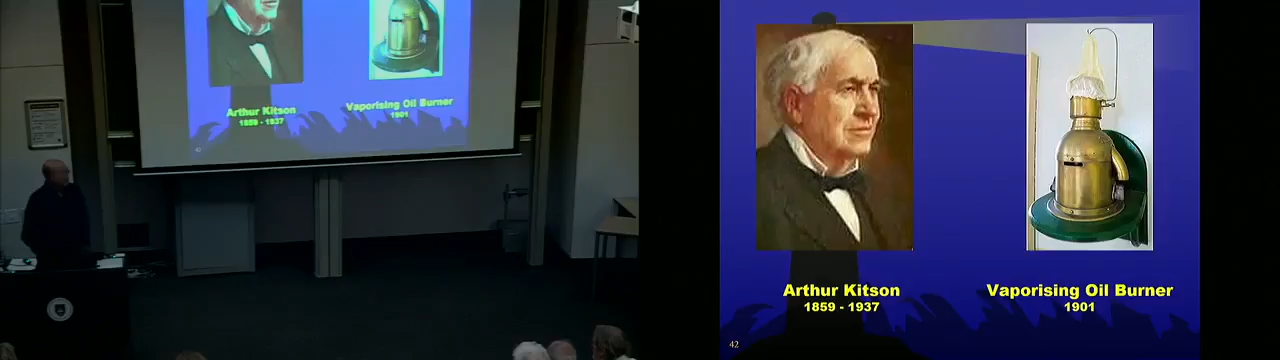 Arthur Kitson
1859 - 1937
Vaporising Oil Burner
1901
Arthur Kitson
1859 - 1937
Vaporising Oil Burner
1901
42